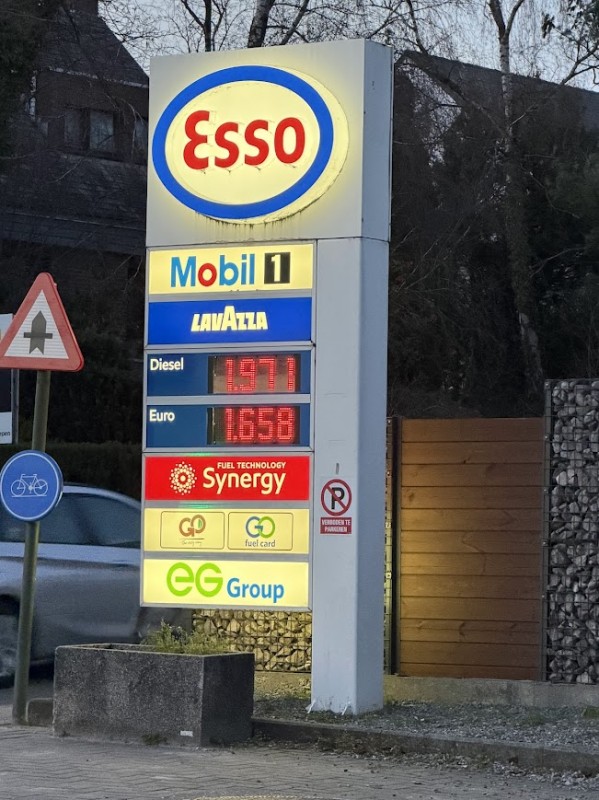 Esso
Mobil 1
LAVAZZA
Diesel 1.971
Euro 1.658
FUEL TECHNOLOGY
Synergy
GO
GO
fuel card
P
VERBODEN TE
PARKEREN
eG Group